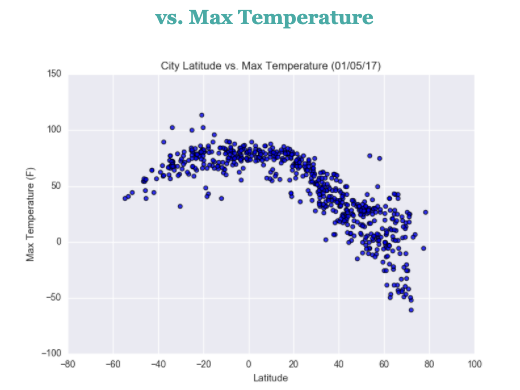 vs. Max Temperature
City Latitude vs. Max Temperature (01/05/17)
150
100
50
0
−50
−100
Max Temperature (F)
−80 −60 −40 −20 0 20 40 60 80 100
Latitude